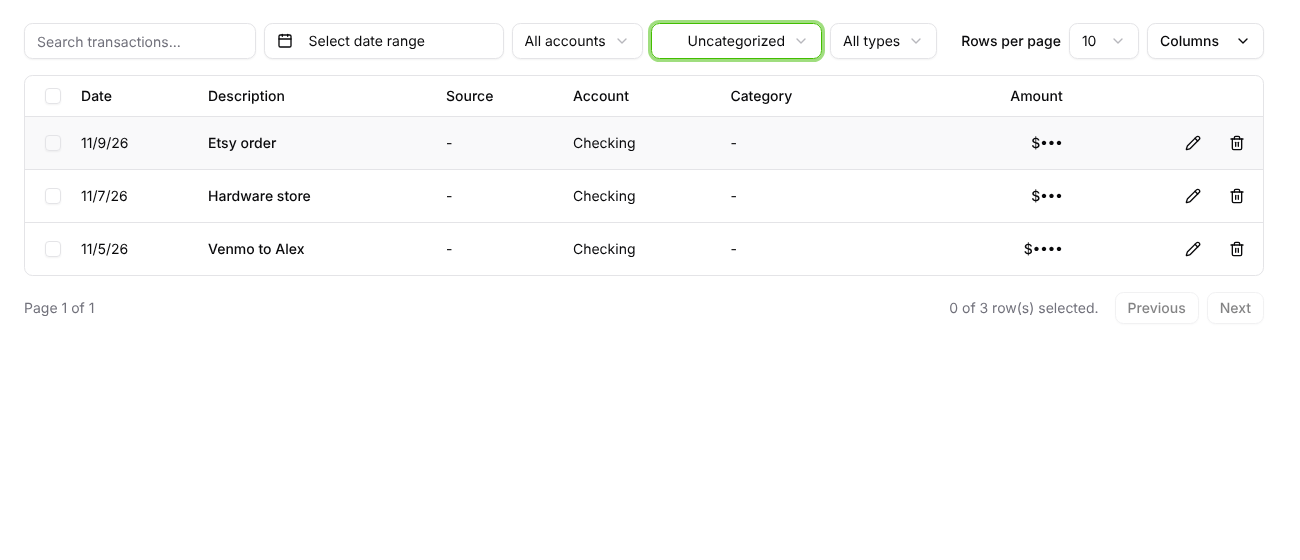 Search transactions... Select date range All accounts Uncategorized All types Rows per page 10 Columns
Date Description Source Account Category Amount
11/9/26 Etsy order - Checking - $•••
11/7/26 Hardware store - Checking - $•••
11/5/26 Venmo to Alex - Checking - $••••
Page 1 of 1 0 of 3 row(s) selected. Previous Next